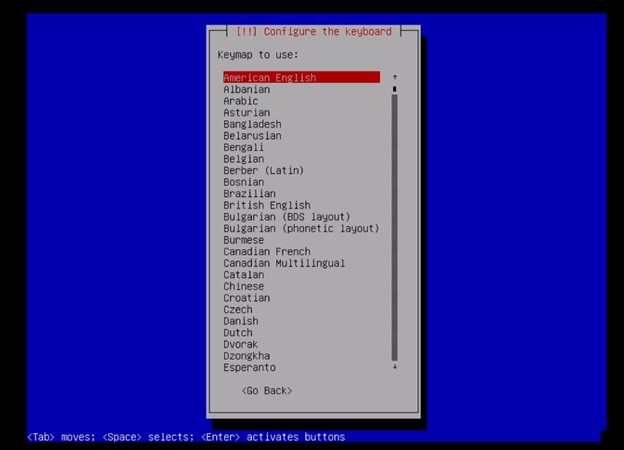 [!!] Configure the keyboard
Keymap to use:
American English
Albanian
Arabic
Asturian
Bangladesh
Belarusian
Bengali
Belgian
Berber (Latin)
Bosnian
Brazilian
British English
Bulgarian (BDS layout)
Bulgarian (phonetic layout)
Burmese
Canadian French
Canadian Multilingual
Catalan
Chinese
Croatian
Czech
Danish
Dutch
Dvorak
Dzongkha
Esperanto
<Go Back>
<Tab> moves; <Space> selects; <Enter> activates buttons